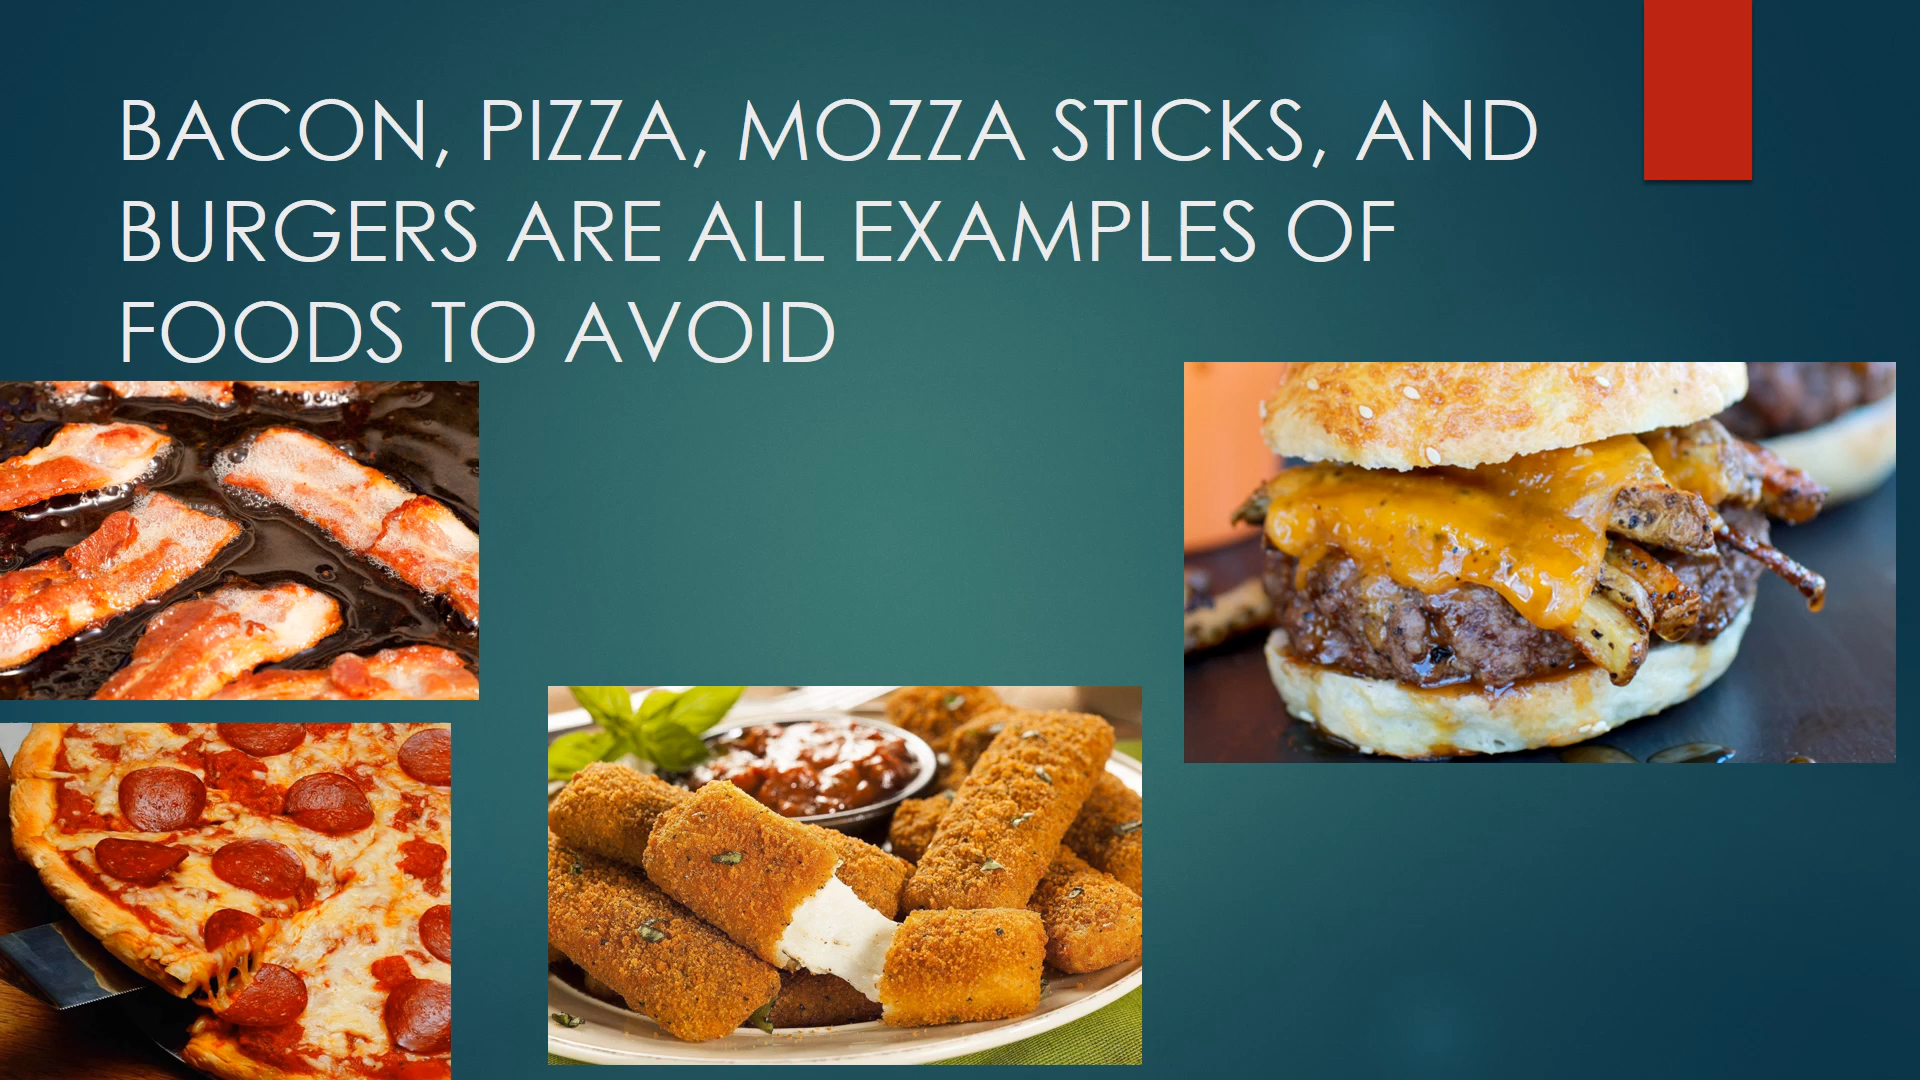 BACON, PIZZA, MOZZA STICKS, AND
BURGERS ARE ALL EXAMPLES OF
FOODS TO AVOID